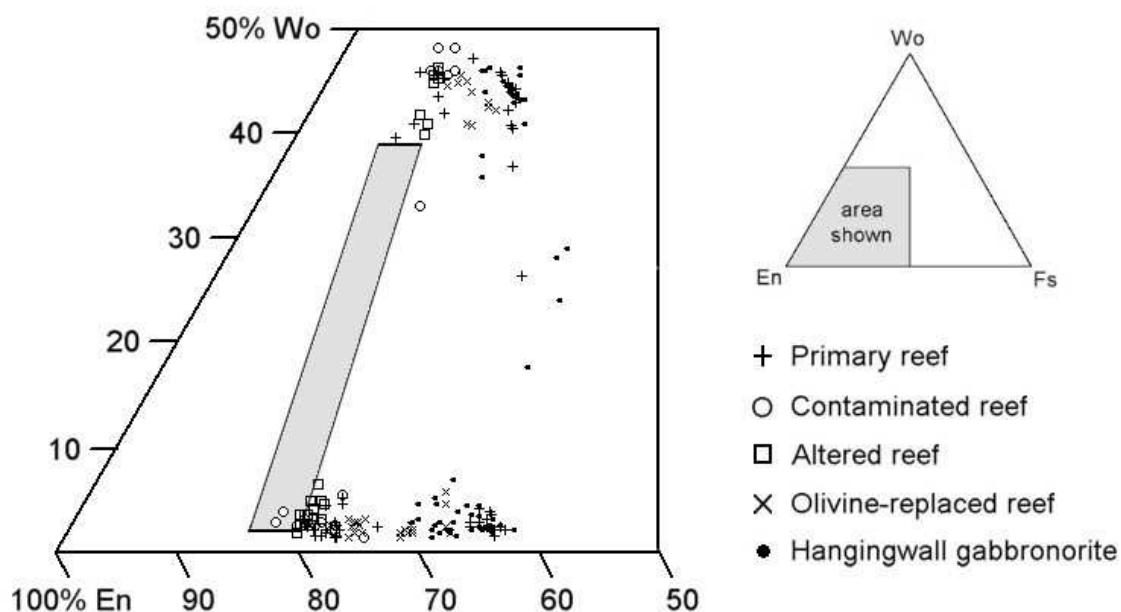 50% Wo
40
30
20
10
100% En
90
80
70
60
50
Wo
area
shown
En
Fs
Primary reef
Contaminated reef
Altered reef
Olivine-replaced reef
Hangingwall gabbronorite